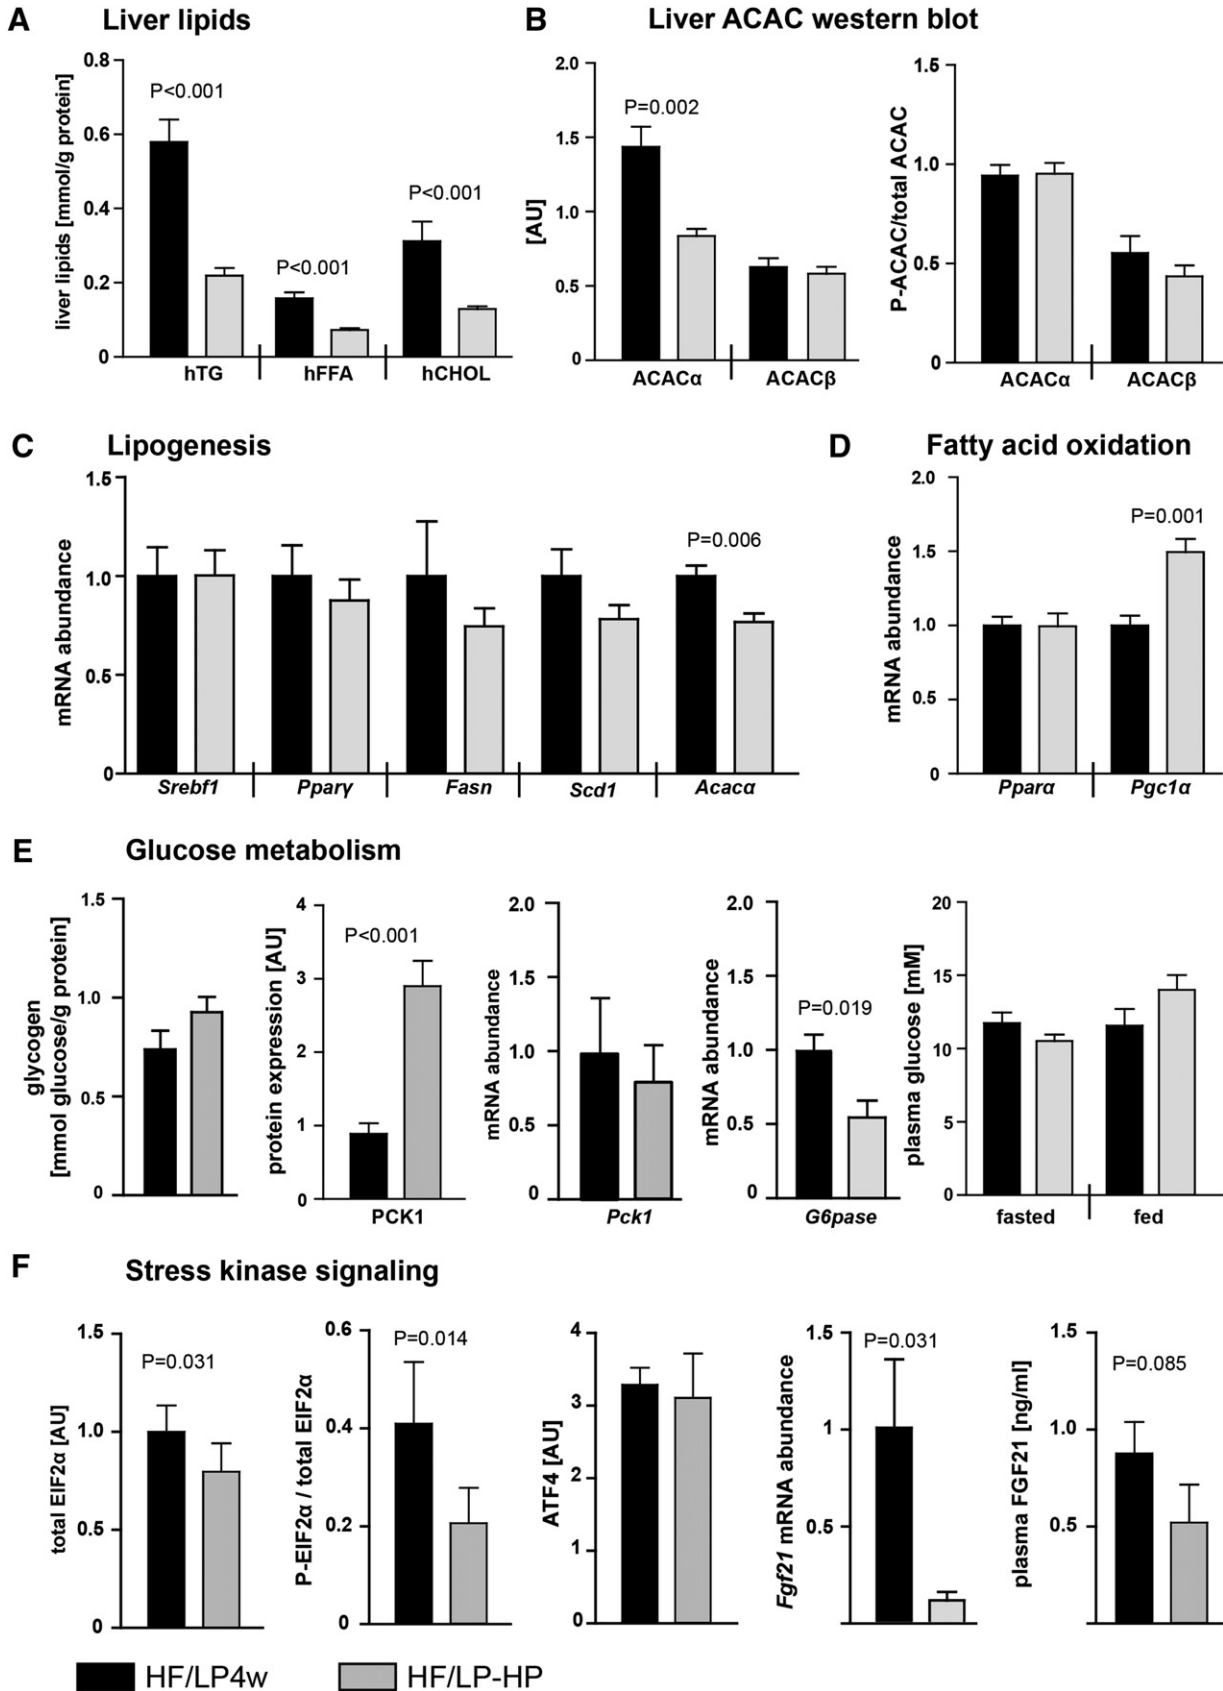 A Liver lipids
liver lipids [mmol/g protein]
0.8
0.6
0.4
0.2
0
P<0.001
P<0.001
P<0.001
hTG
hFFA
hCHOL
B Liver ACAC western blot
[AU]
2.0
1.5
1.0
0.5
0
P=0.002
ACACα
ACACβ
P-ACAC/total ACAC
1.5
1.0
0.5
0
ACACα
ACACβ
C Lipogenesis
mRNA abundance
1.5
1.0
0.5
0
P=0.006
Srebf1
Pparγ
Fasn
Scd1
Acacα
D Fatty acid oxidation
mRNA abundance
2.0
1.5
1.0
0.5
0
P=0.001
Pparα
Pgc1α
E Glucose metabolism
glycogen
[mmol glucose/g protein]
1.5
1.0
0.5
0
protein expression [AU]
4
3
2
1
0
P<0.001
PCK1
mRNA abundance
2.0
1.5
1.0
0.5
0
Pck1
mRNA abundance
2.0
1.5
1.0
0.5
0
P=0.019
G6pase
plasma glucose [mM]
20
15
10
5
0
fasted
fed
F Stress kinase signaling
total EIF2α [AU]
1.5
1.0
0.5
0
P=0.031
P-EIF2α / total EIF2α
0.6
0.4
0.2
0
P=0.014
ATF4 [AU]
4
3
2
1
0
Fgf21 mRNA abundance
1.5
1
0.5
P=0.031
plasma FGF21 [ng/ml]
1.5
1.0
0.5
P=0.085
HF/LP4w
HF/LP-HP